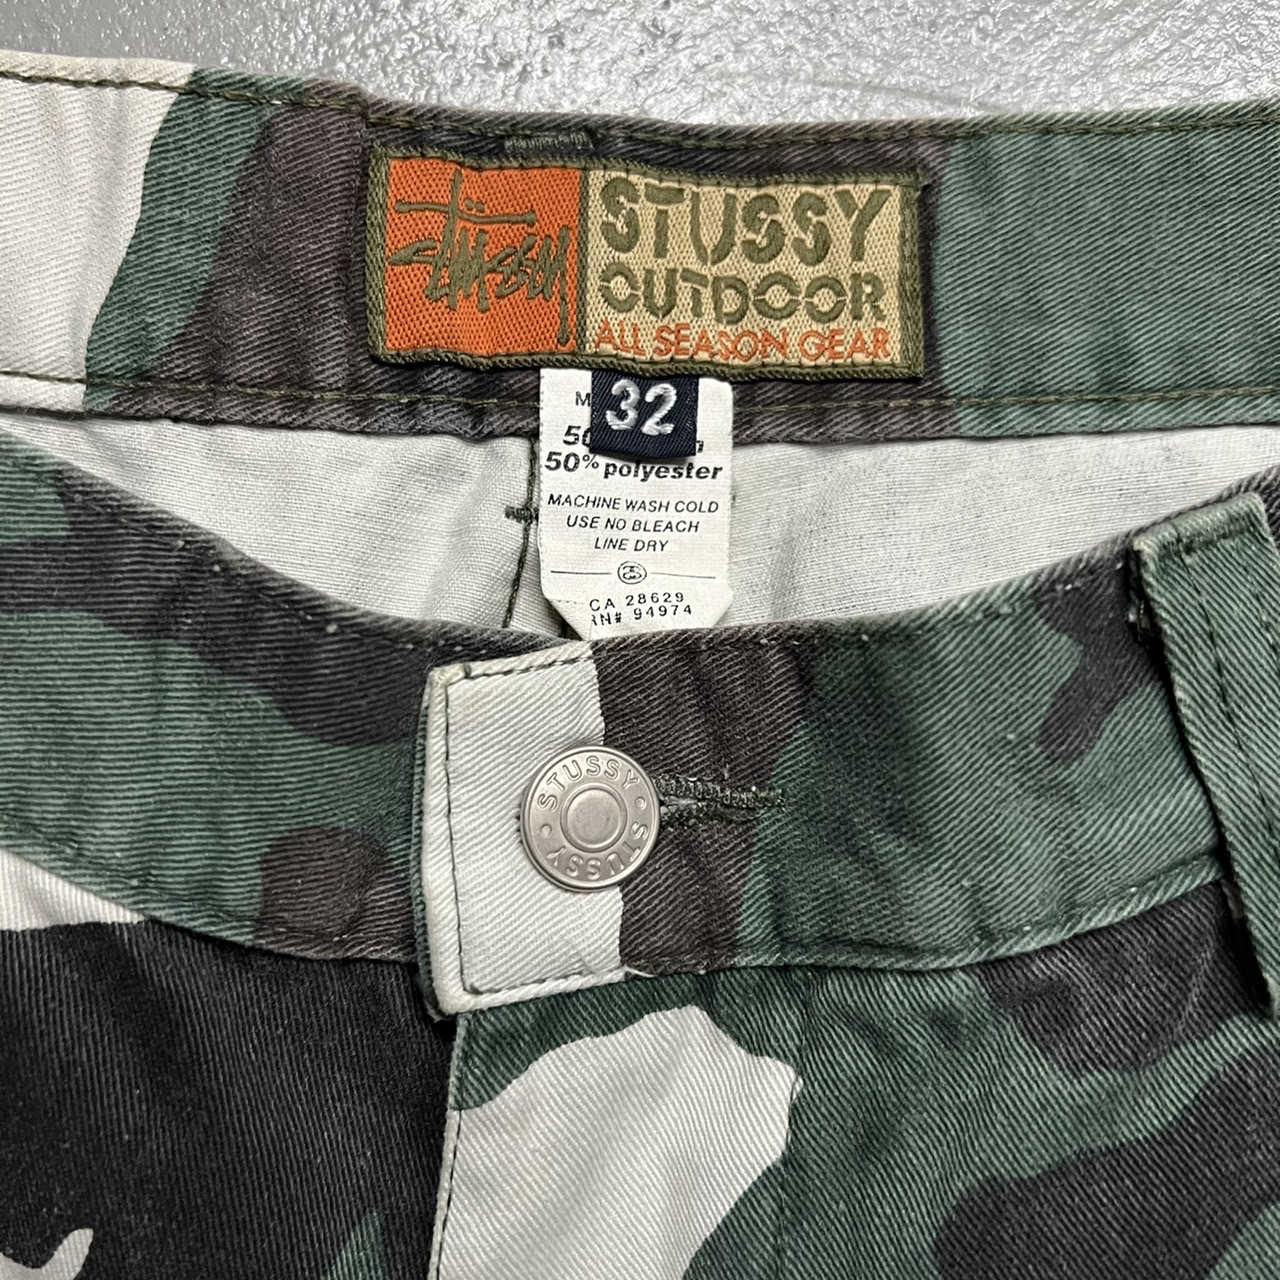 Stüssy
STUSSY
OUTDOOR
ALL SEASON GEAR
32
50% polyester
MACHINE WASH COLD
USE NO BLEACH
LINE DRY
CA 28629
RN# 94974
STUSSY • STUSSY •